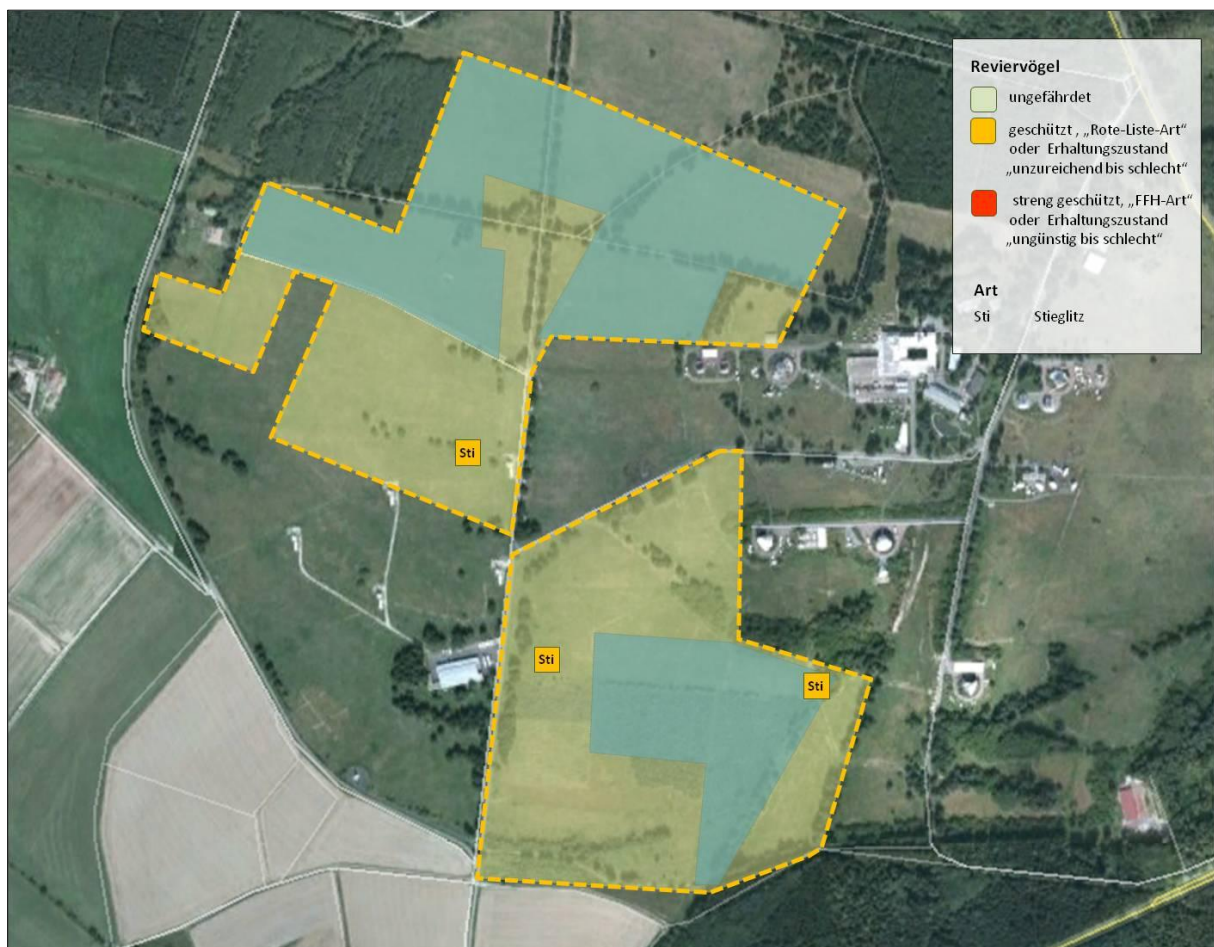 Reviervögel
ungefährdet
geschützt , „Rote-Liste-Art“
oder Erhaltungszustand
„unzureichend bis schlecht“
streng geschützt, „FFH-Art“
oder Erhaltungszustand
„ungünstig bis schlecht“
Art
Sti Stieglitz
Sti
Sti
Sti